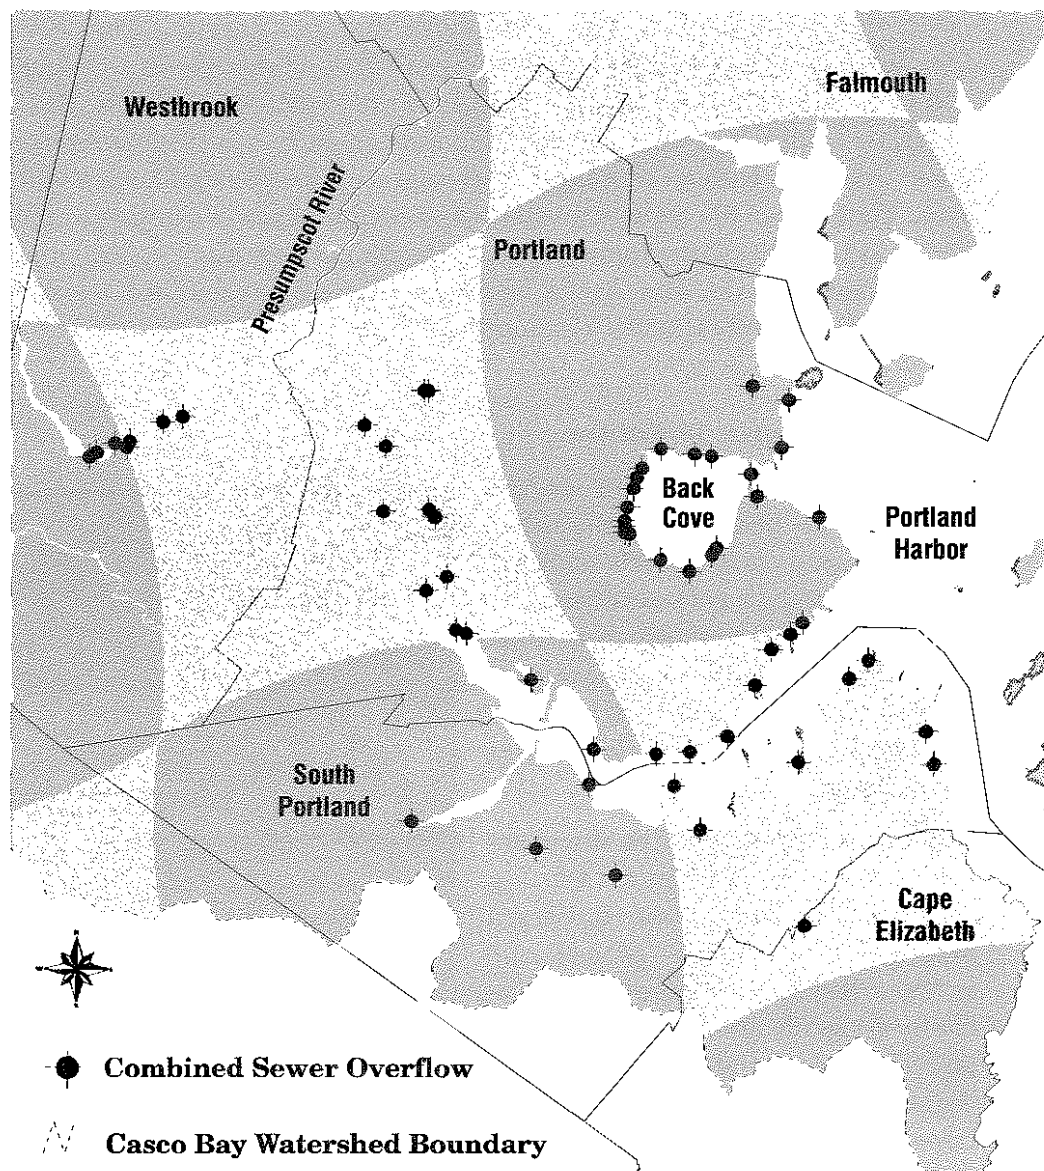 Westbrook
Falmouth
Presumpscot River
Portland
Back
Cove
Portland
Harbor
South
Portland
Cape
Elizabeth
Combined Sewer Overflow
Casco Bay Watershed Boundary